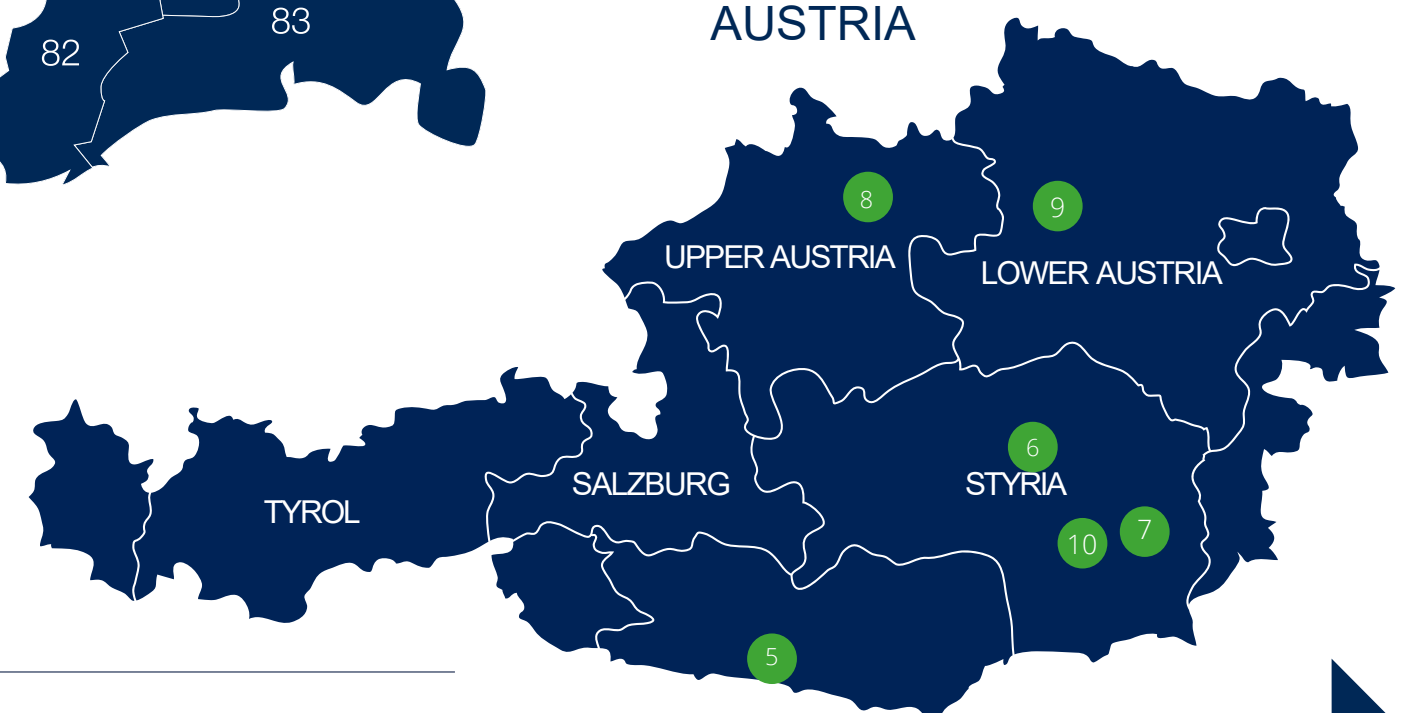 AUSTRIA
83
82
8
9
UPPER AUSTRIA
LOWER AUSTRIA
6
STYRIA
SALZBURG
TYROL
7
10
5